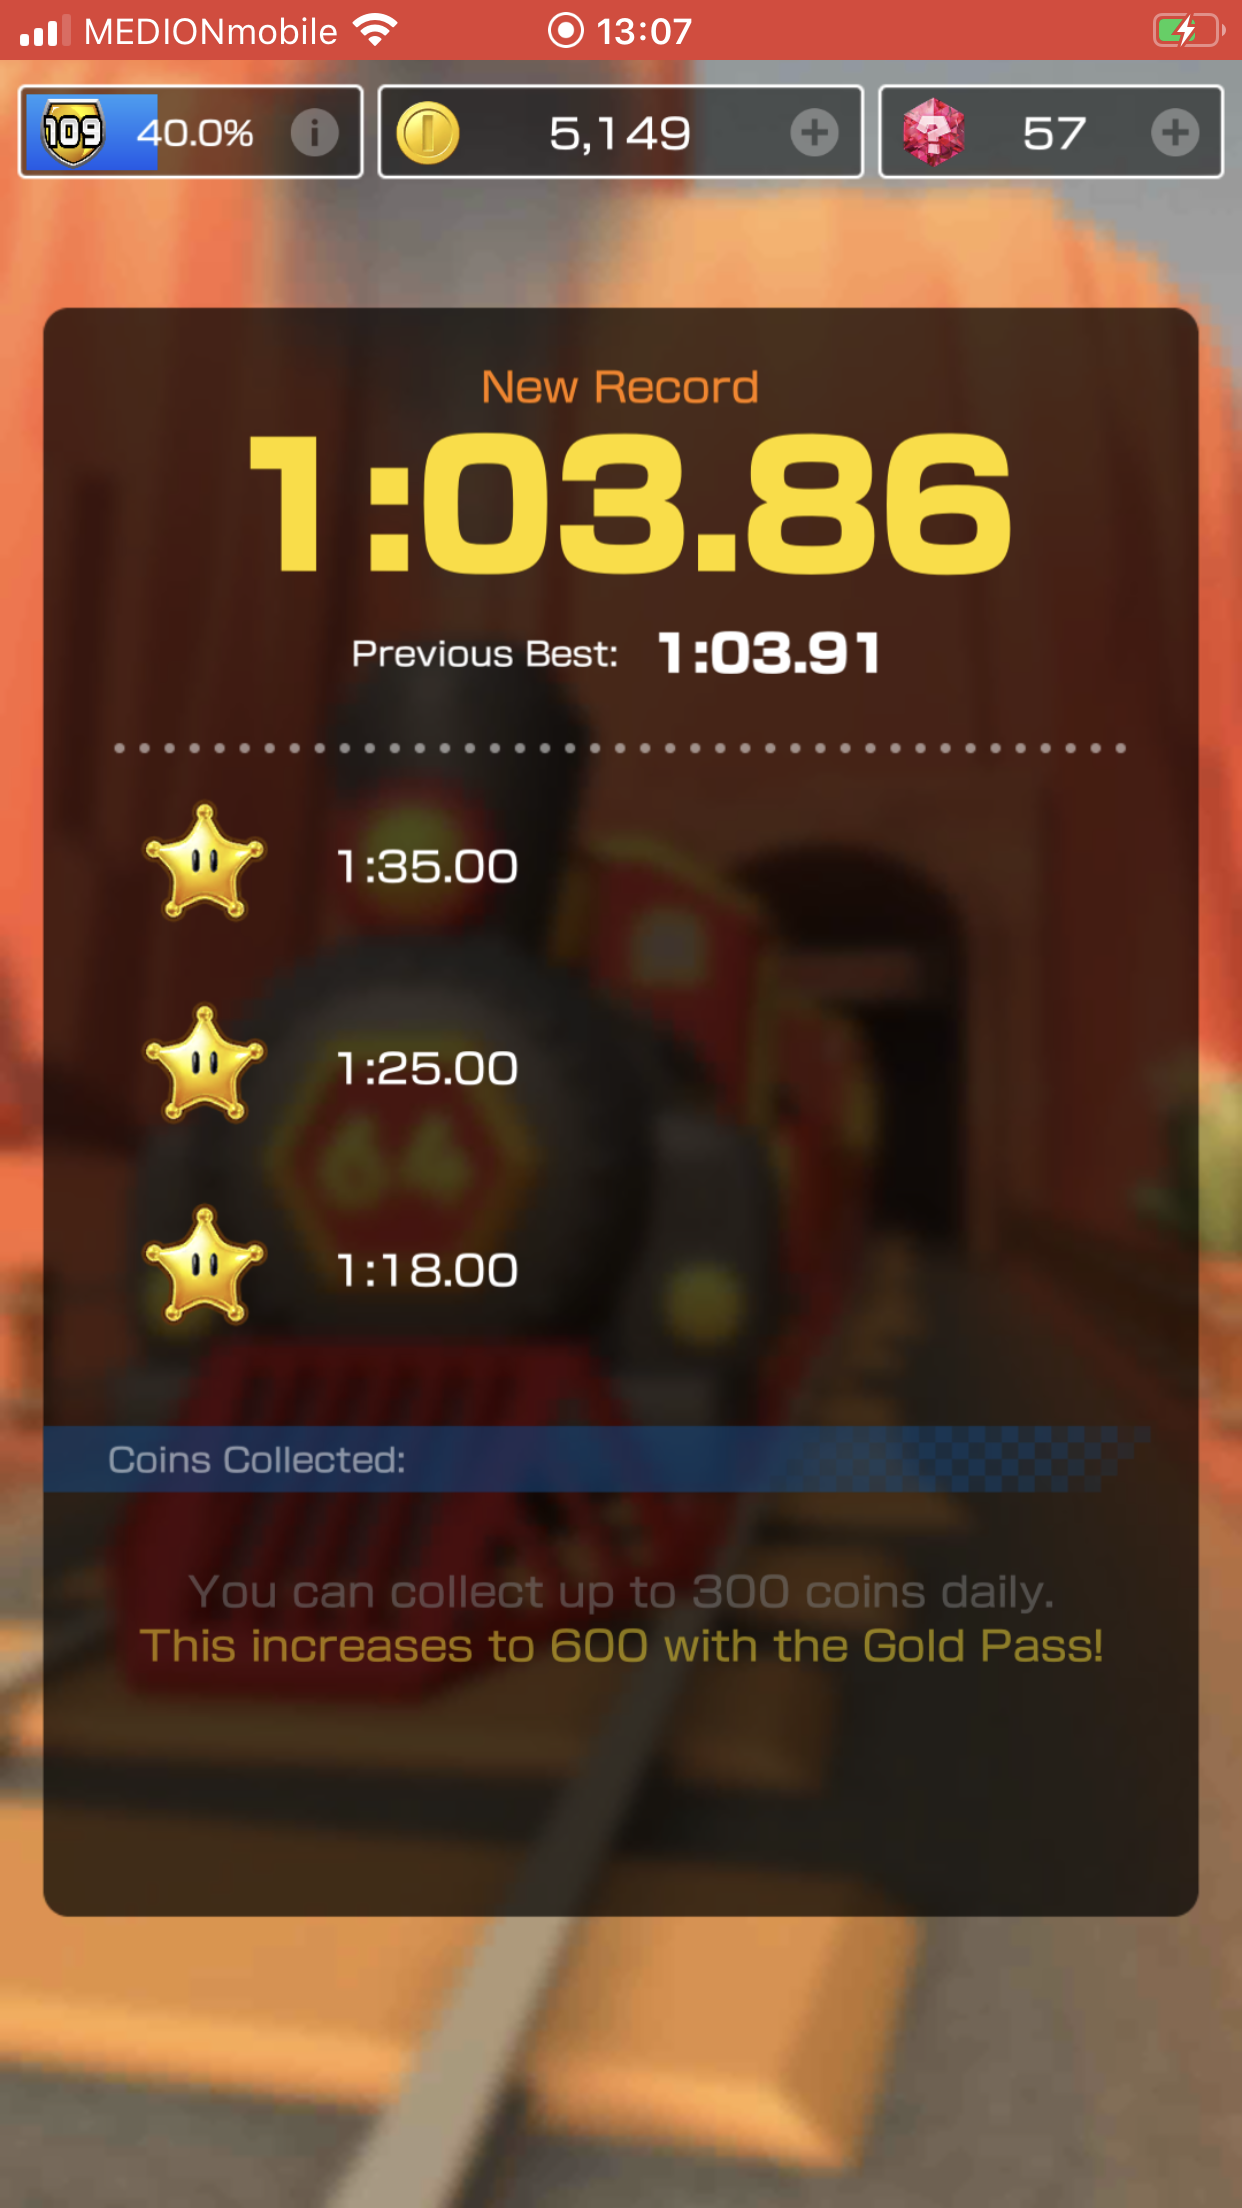 MEDIONmobile 13:07
109 40.0% i 5,149 + ? 57 +
New Record
1:03.86
Previous Best: 1:03.91
1:35.00
1:25.00
64
1:18.00
Coins Collected:
You can collect up to 300 coins daily.
This increases to 600 with the Gold Pass!